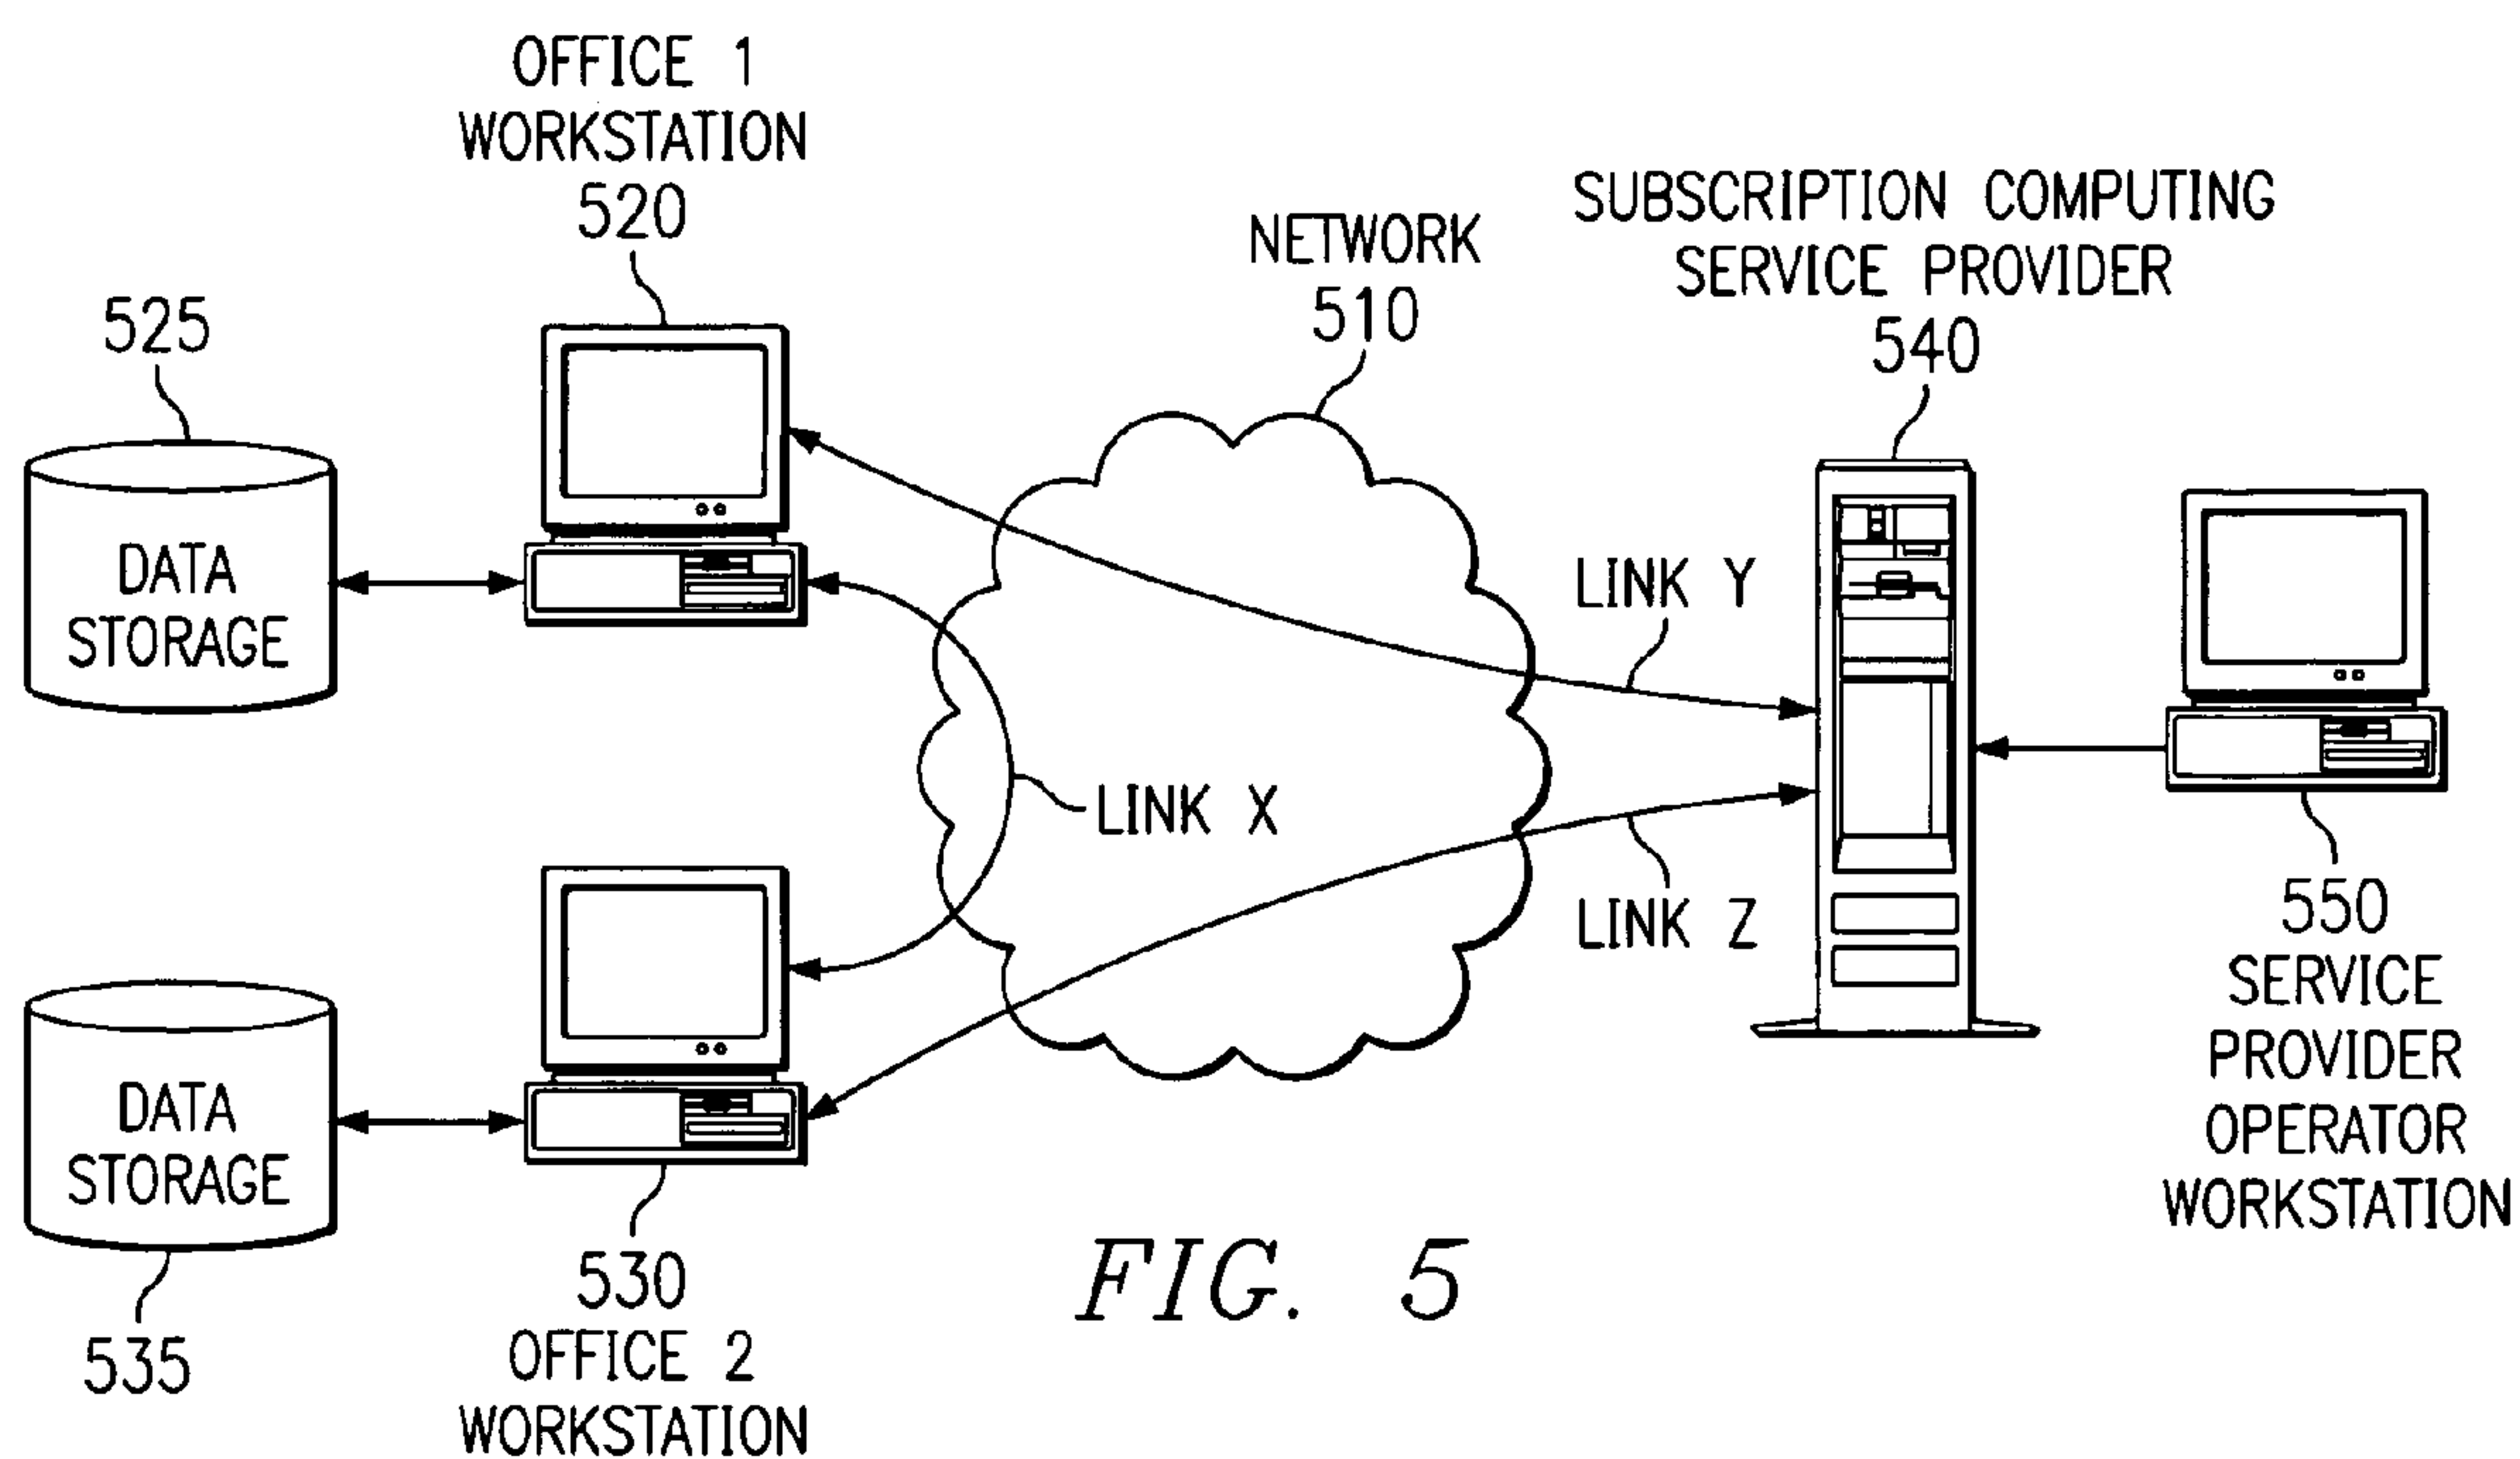 OFFICE 1
WORKSTATION
520
NETWORK
510
SUBSCRIPTION COMPUTING
SERVICE PROVIDER
540
525
DATA
STORAGE
LINK Y
LINK X
LINK Z
550
SERVICE
PROVIDER
OPERATOR
WORKSTATION
DATA
STORAGE
535
530
OFFICE 2
WORKSTATION
FIG. 5